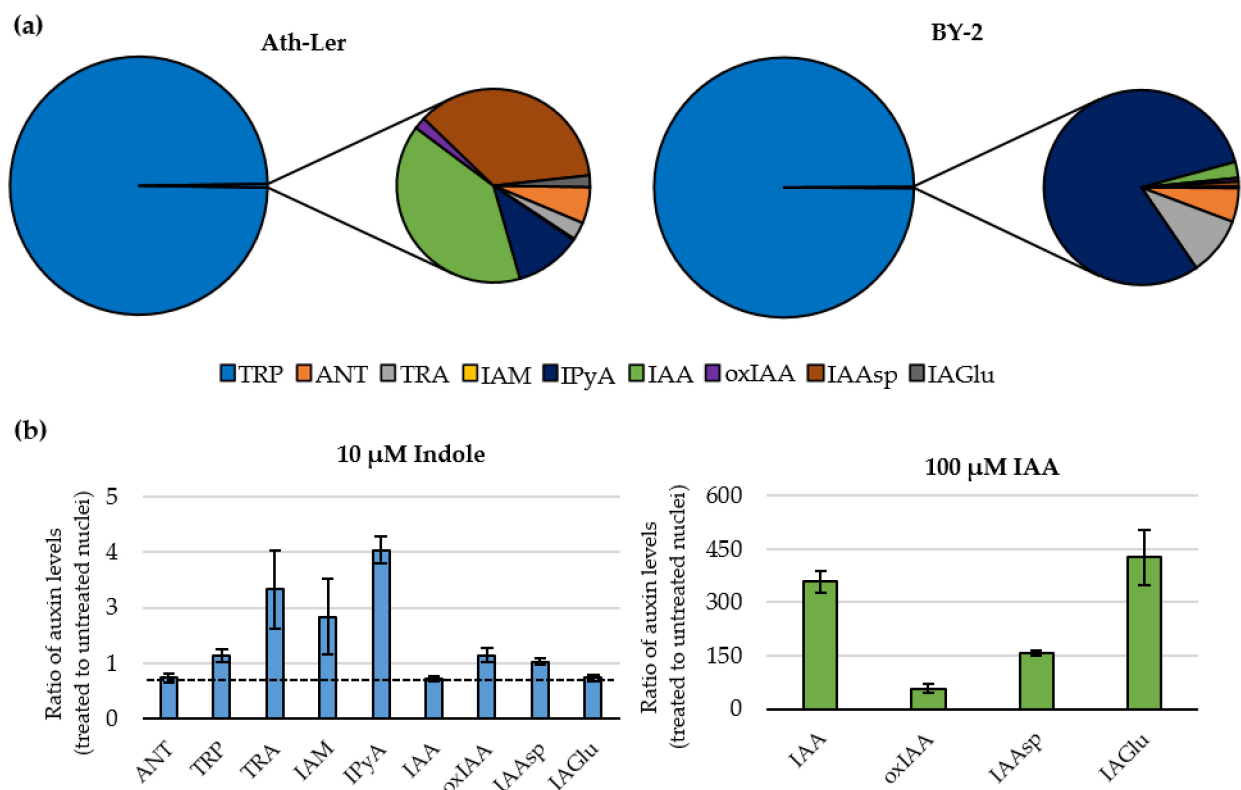 (a)
Ath-Ler
BY-2
TRP ANT TRA IAM IPyA IAA oxIAA IAAsp IAGlu
(b)
10 µM Indole
Ratio of auxin levels
(treated to untreated nuclei)
5
4
3
1
0
ANT TRP TRA IAM IPyA IAA oxIAA IAAsp IAGlu
100 µM IAA
Ratio of auxin levels
(treated to untreated nuclei)
600
450
300
150
0
IAA oxIAA IAAsp IAGlu